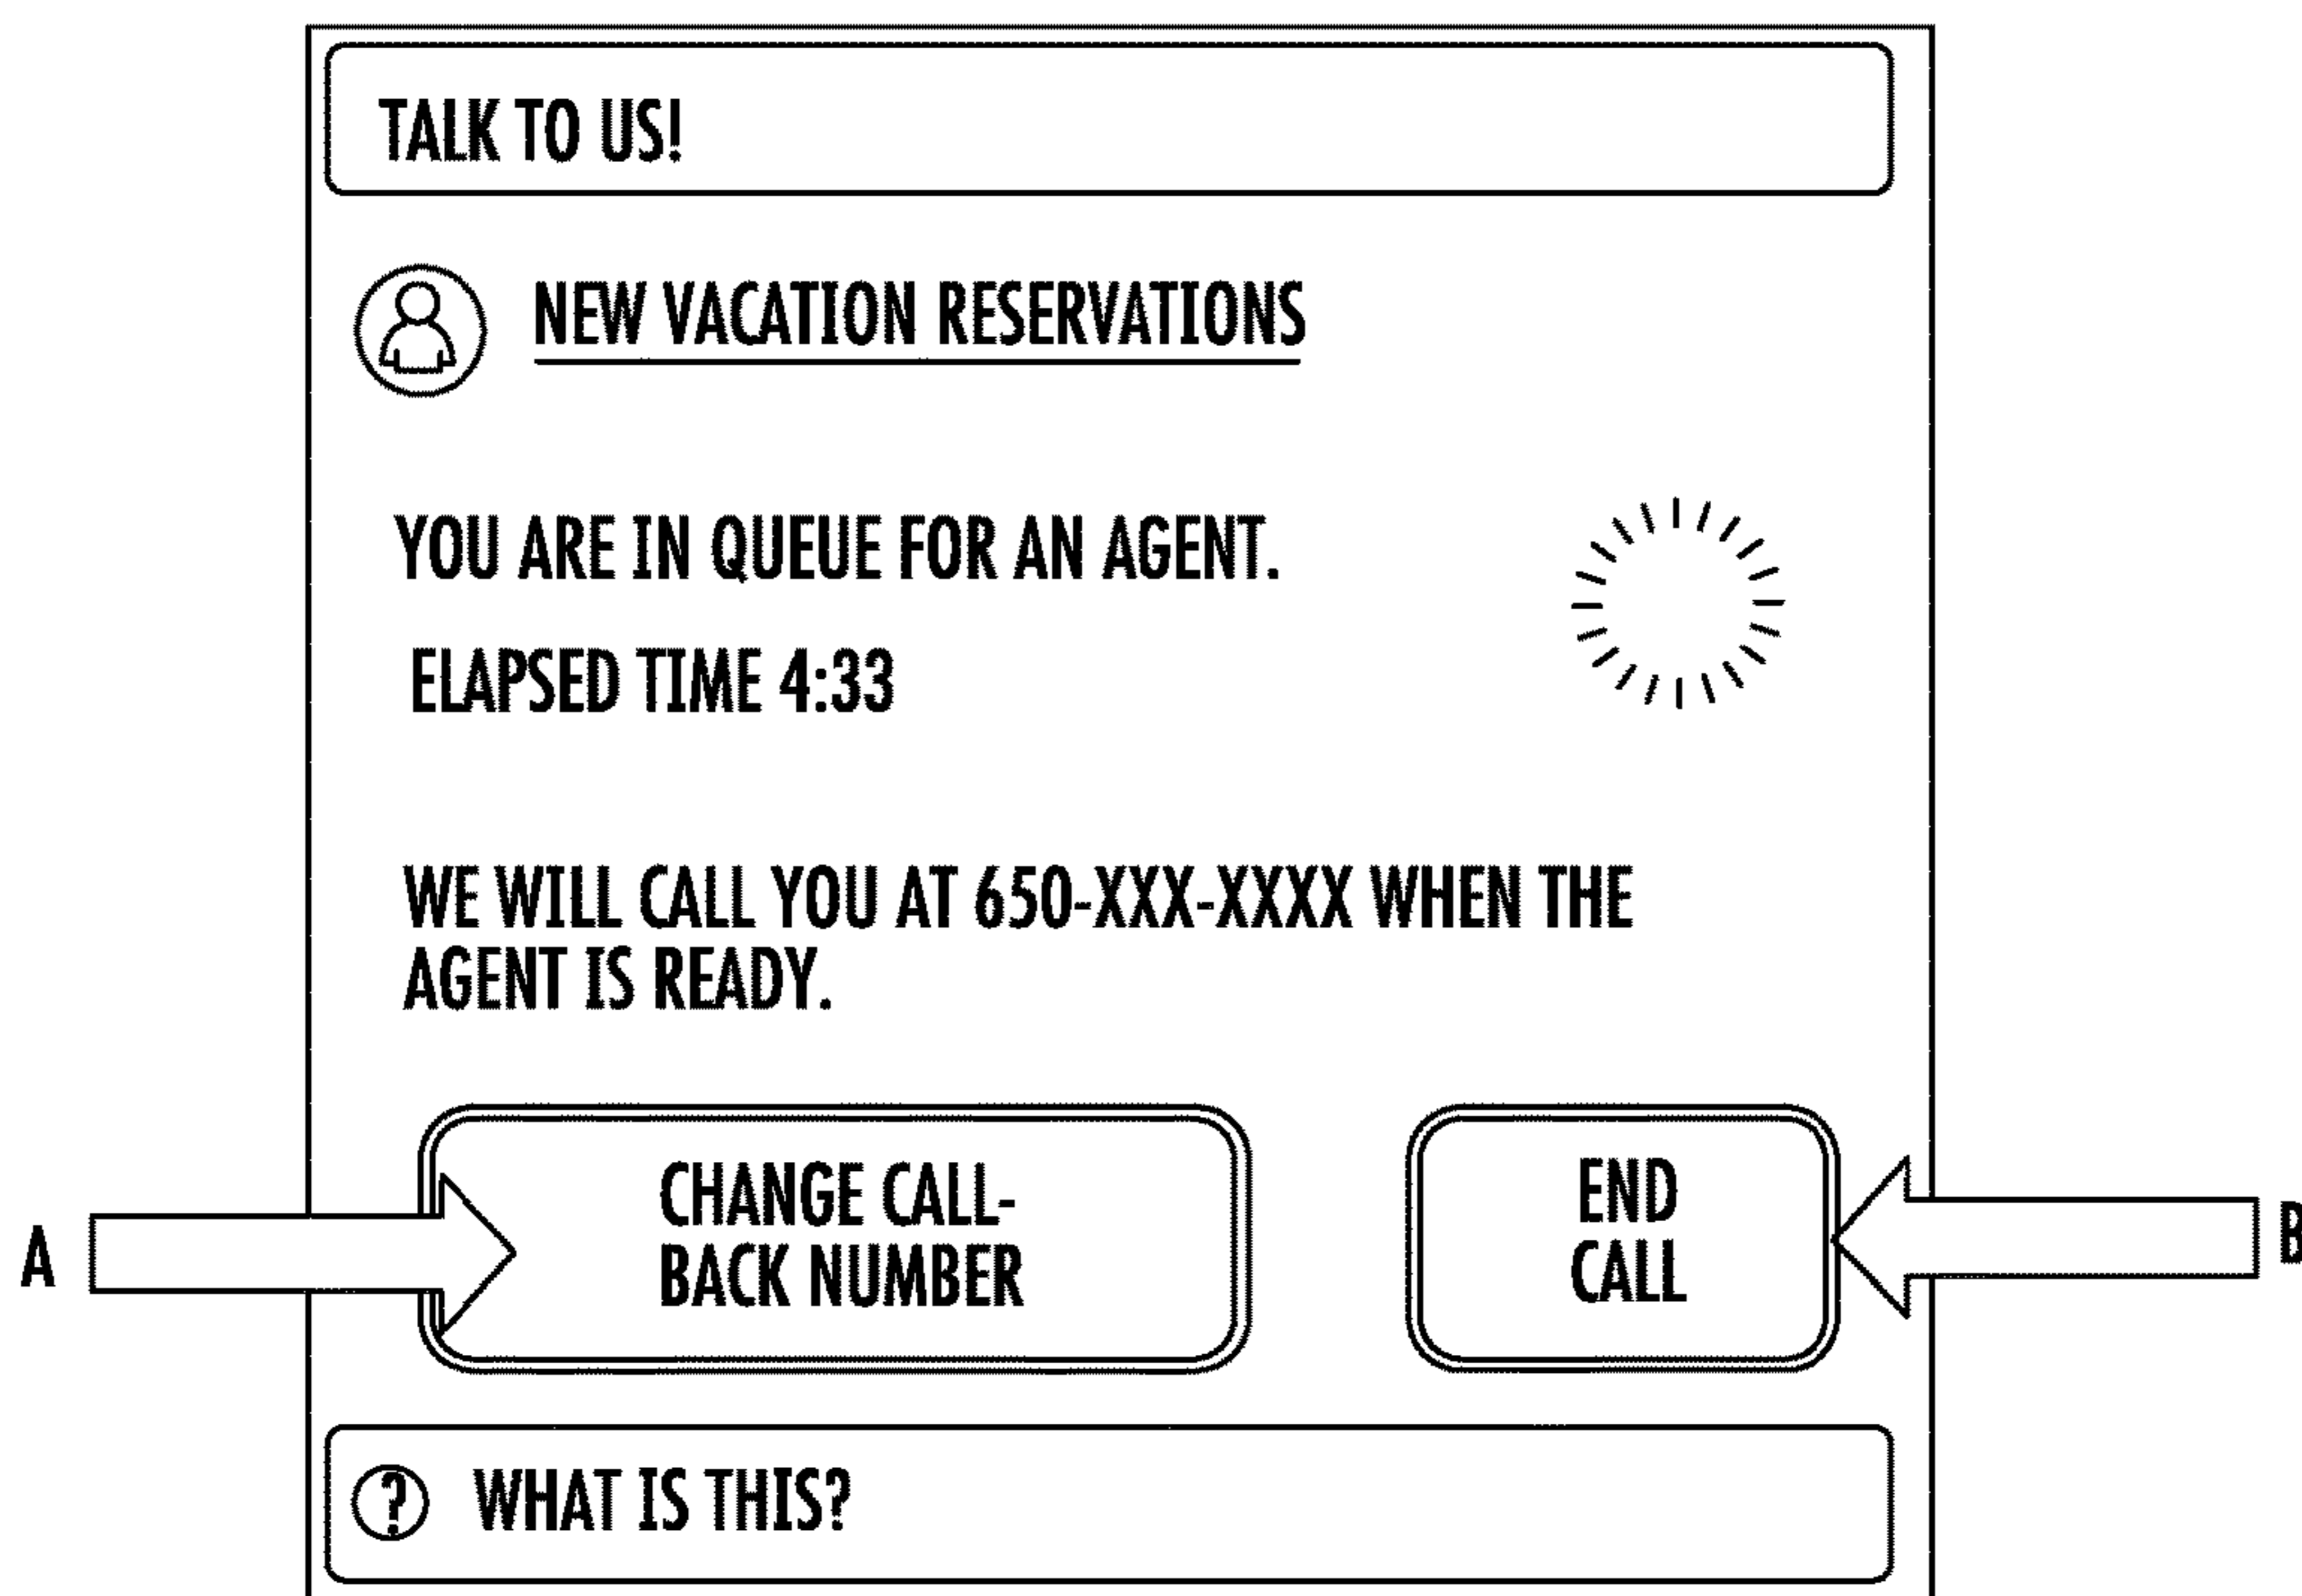 TALK TO US!
NEW VACATION RESERVATIONS
YOU ARE IN QUEUE FOR AN AGENT.
ELAPSED TIME 4:33
WE WILL CALL YOU AT 650-XXX-XXXX WHEN THE
AGENT IS READY.
CHANGE CALL-
BACK NUMBER
END
CALL
A
B
? WHAT IS THIS?